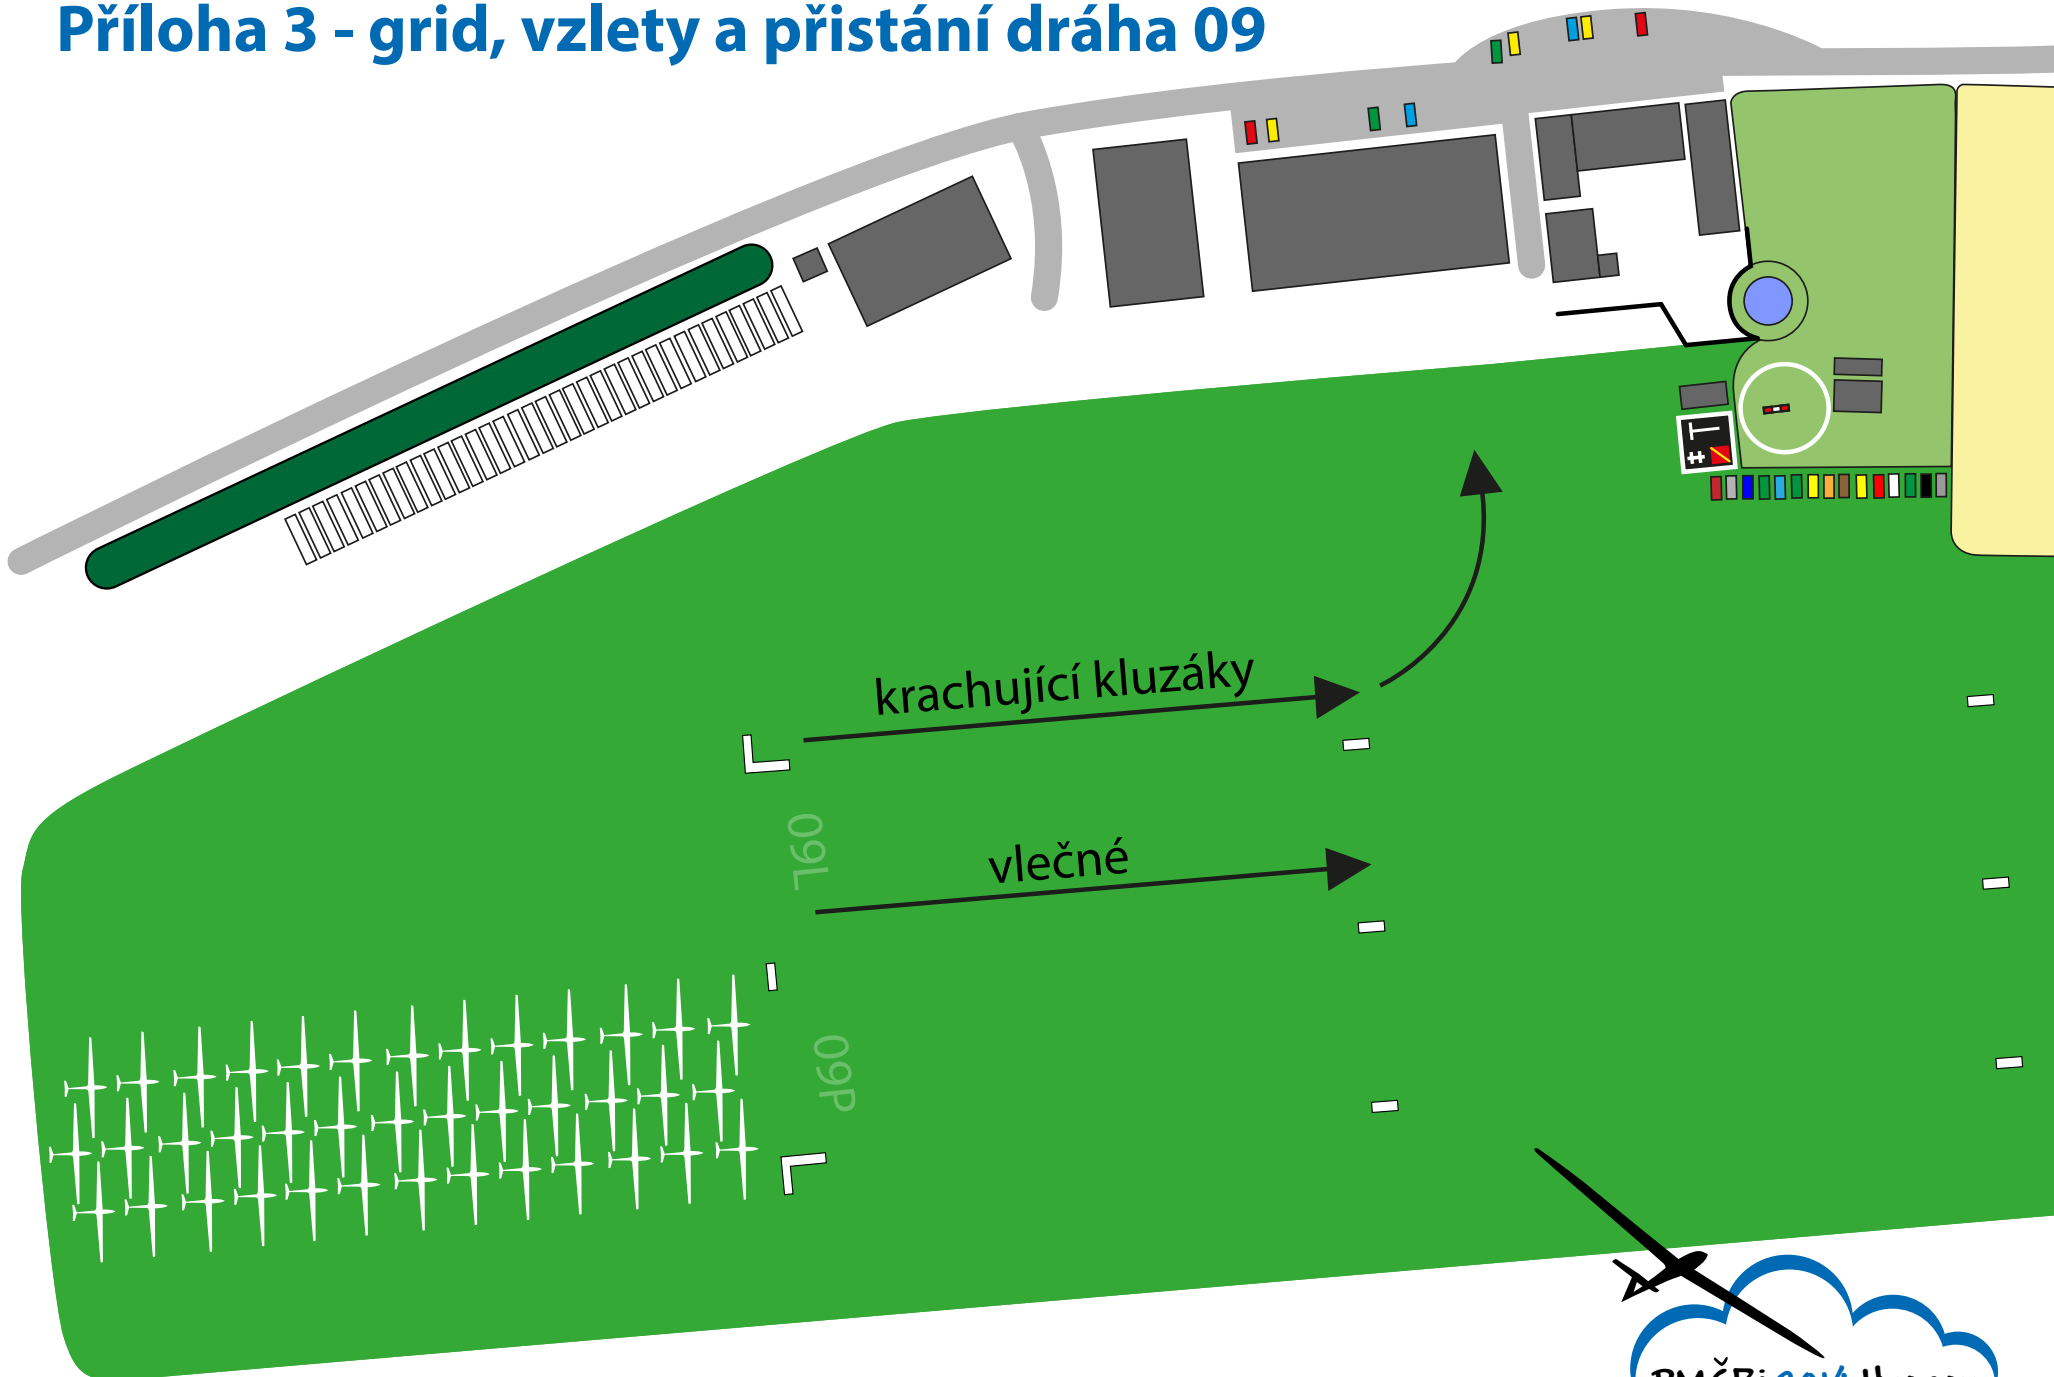 Příloha 3 - grid, vzlety a přistání dráha 09
krachující kluzáky
09L
vlečné
09P